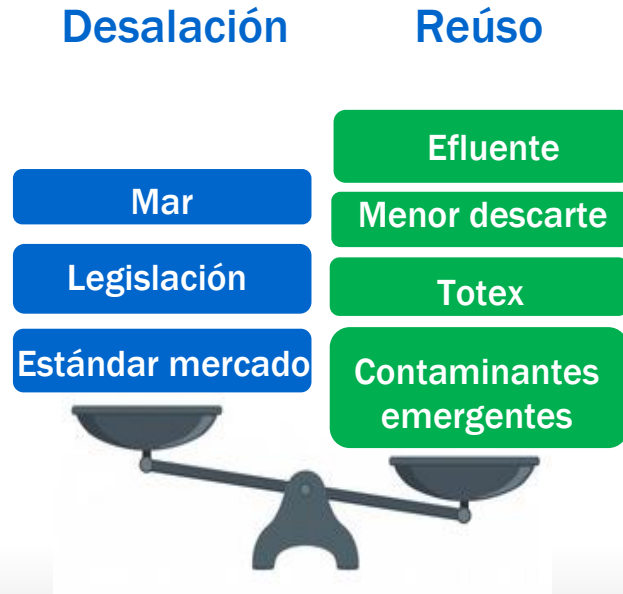 Desalación
Reúso
Mar
Legislación
Estándar mercado
Efluente
Menor descarte
Totex
Contaminantes
emergentes